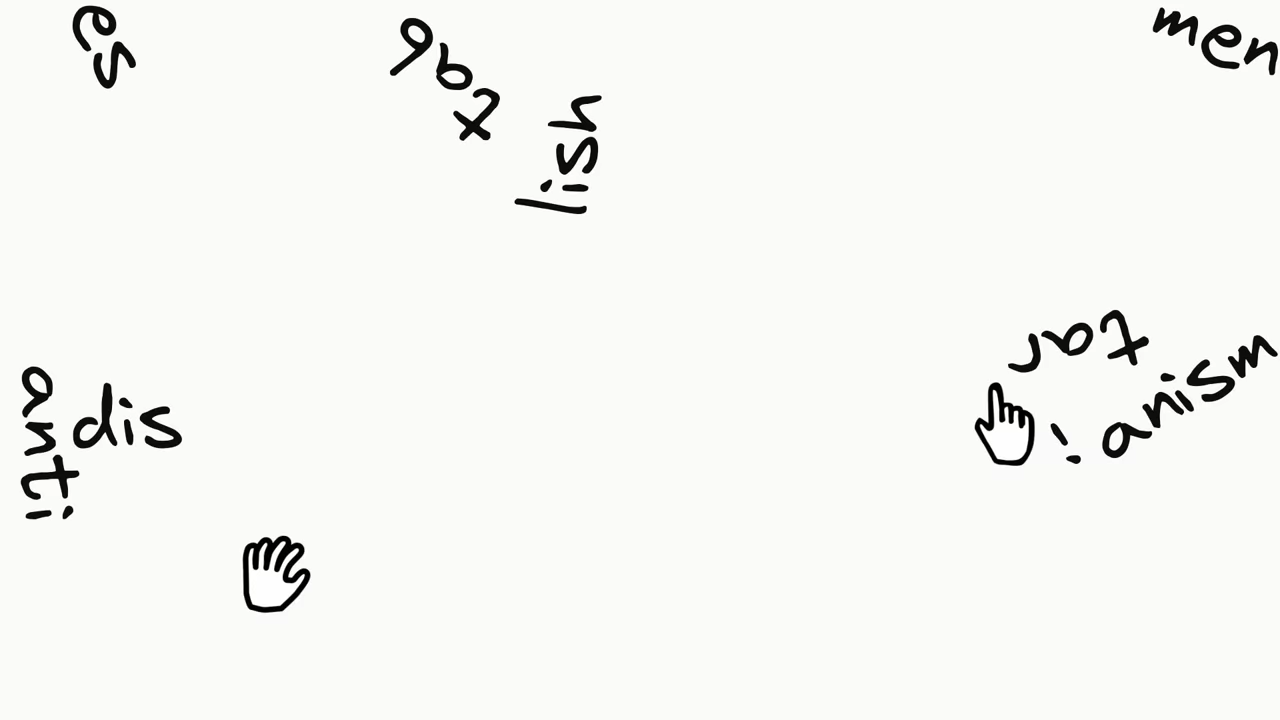 es
tab
men
lish
tar
anism
anti
dis
i